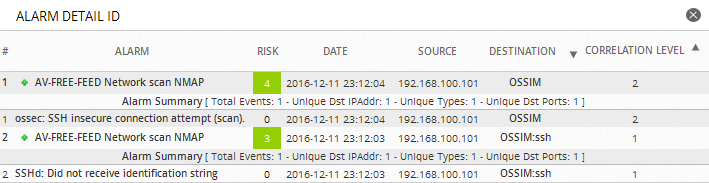 ALARM DETAIL ID
# ALARM RISK DATE SOURCE DESTINATION CORRELATION LEVEL
1 AV-FREE-FEED Network scan NMAP 4 2016-12-11 23:12:04 192.168.100.101 OSSIM 2
Alarm Summary [ Total Events: 1 - Unique Dst IPAddr: 1 - Unique Types: 1 - Unique Dst Ports: 1 ]
1 ossec: SSH insecure connection attempt (scan). 0 2016-12-11 23:12:04 192.168.100.101 OSSIM 2
2 AV-FREE-FEED Network scan NMAP 3 2016-12-11 23:12:03 192.168.100.101 OSSIM:ssh 1
Alarm Summary [ Total Events: 1 - Unique Dst IPAddr: 1 - Unique Types: 1 - Unique Dst Ports: 1 ]
2 SSHd: Did not receive identification string 0 2016-12-11 23:12:03 192.168.100.101 OSSIM:ssh 1